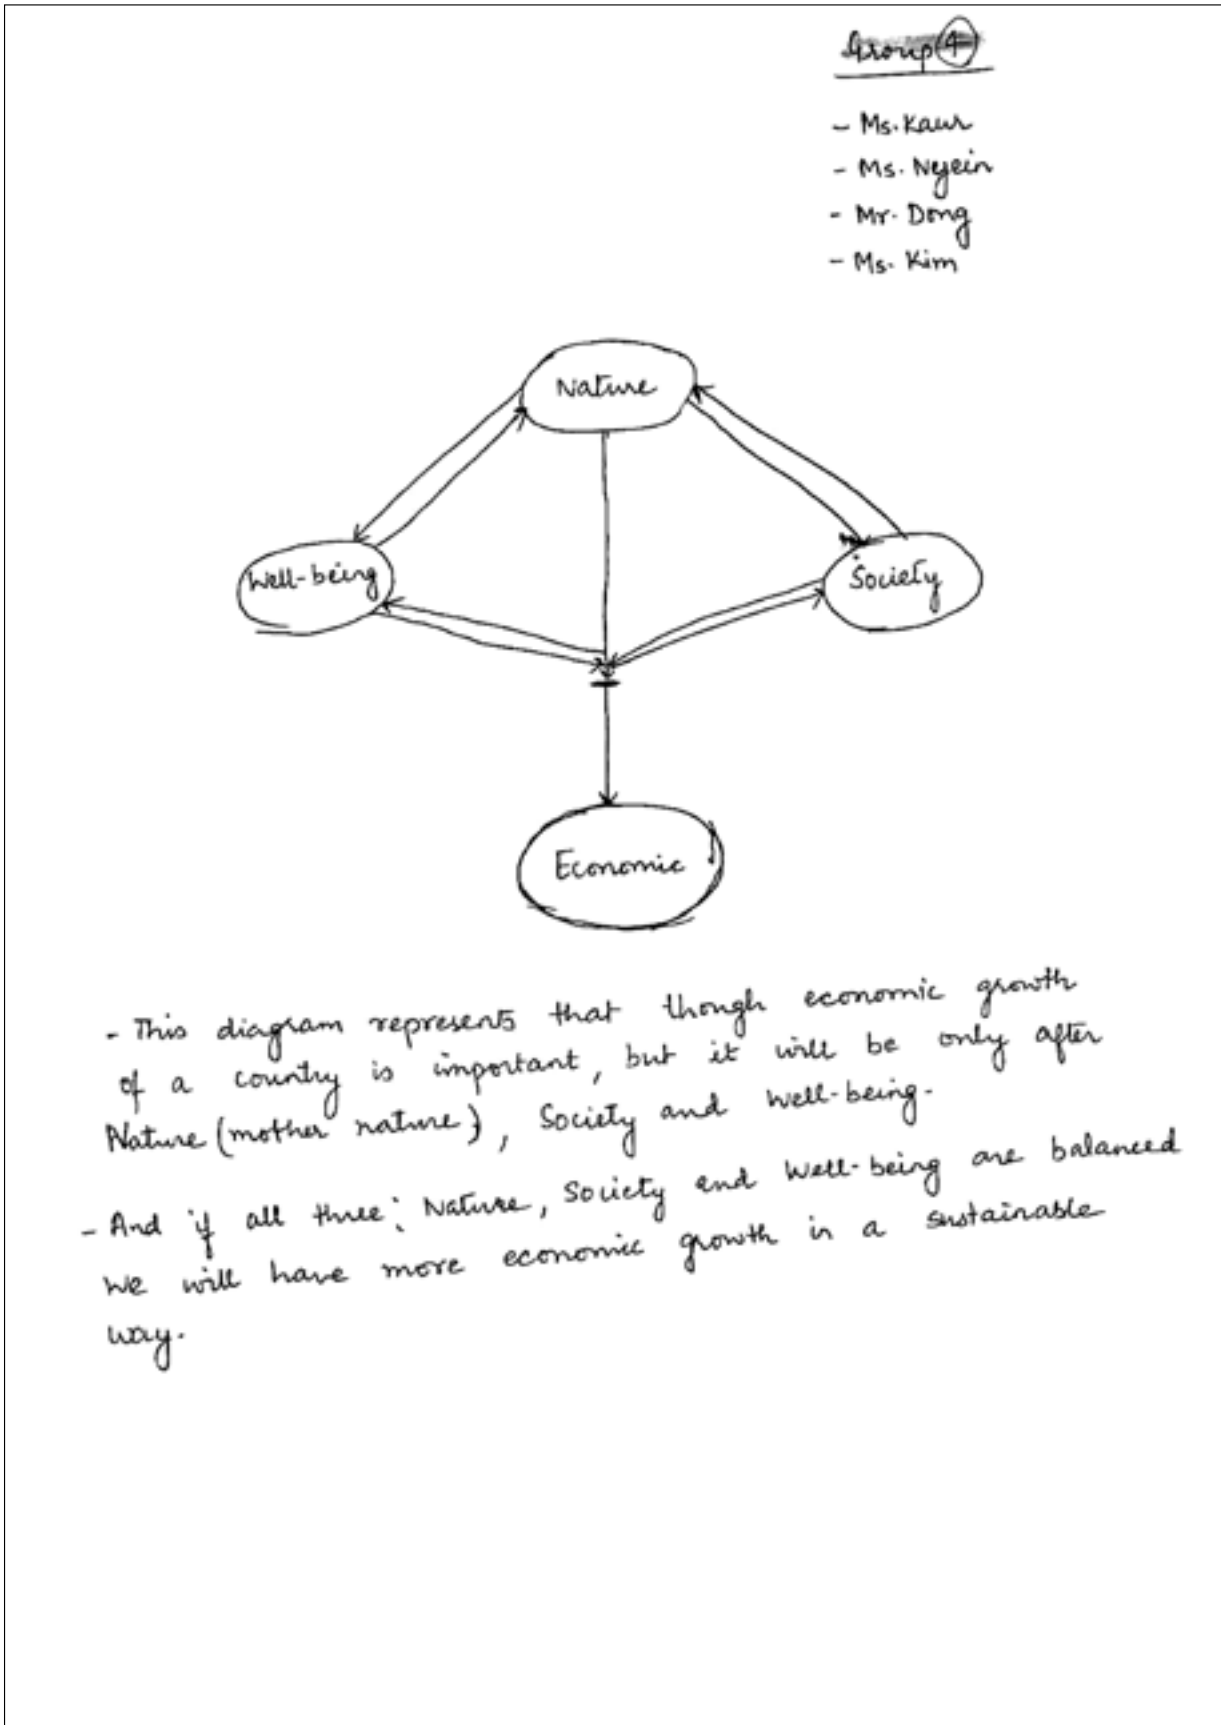 Group 4
- Ms. Kaur
- Ms. Nyein
- Mr. Dong
- Ms. Kim
Nature
Well-being
Society
Economic
- This diagram represents that though economic growth
of a country is important, but it will be only after
Nature (mother nature), Society and Well-being.
- And if all three: Nature, Society and Well-being are balanced
we will have more economic growth in a sustainable
way.